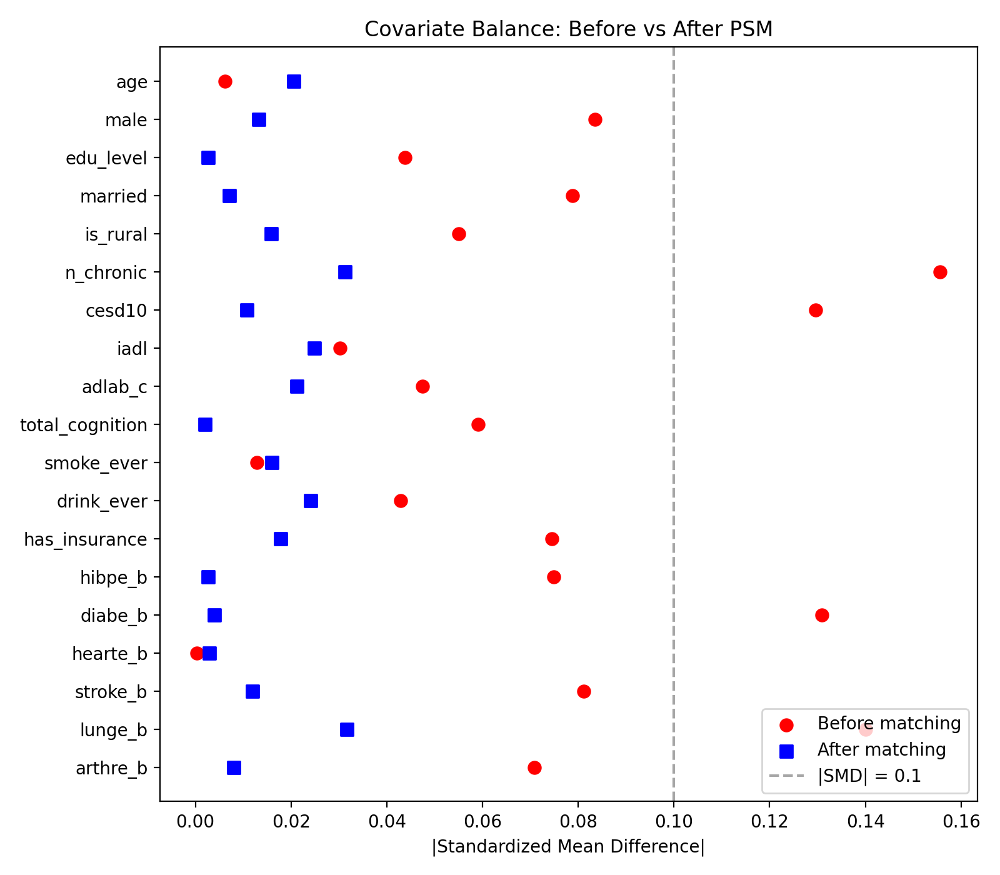 Covariate Balance: Before vs After PSM
age
male
edu_level
married
is_rural
n_chronic
cesd10
iadl
adlab_c
total_cognition
smoke_ever
drink_ever
has_insurance
hibpe_b
diabe_b
hearte_b
stroke_b
lunge_b
arthre_b
Before matching
After matching
|SMD| = 0.1
0.00 0.02 0.04 0.06 0.08 0.10 0.12 0.14 0.16
|Standardized Mean Difference|